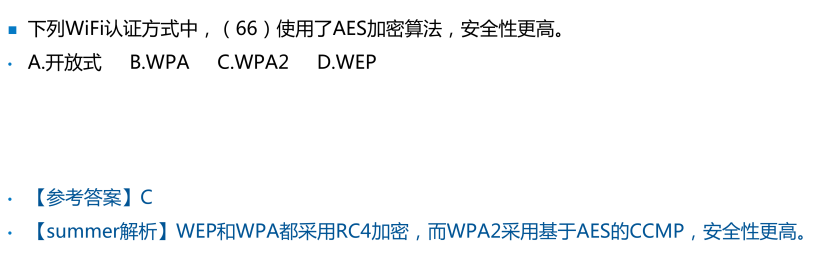 ▪ 下列WiFi认证方式中，（66）使用了AES加密算法，安全性更高。
• A.开放式 B.WPA C.WPA2 D.WEP
• 【参考答案】C
• 【summer解析】WEP和WPA都采用RC4加密，而WPA2采用基于AES的CCMP，安全性更高。